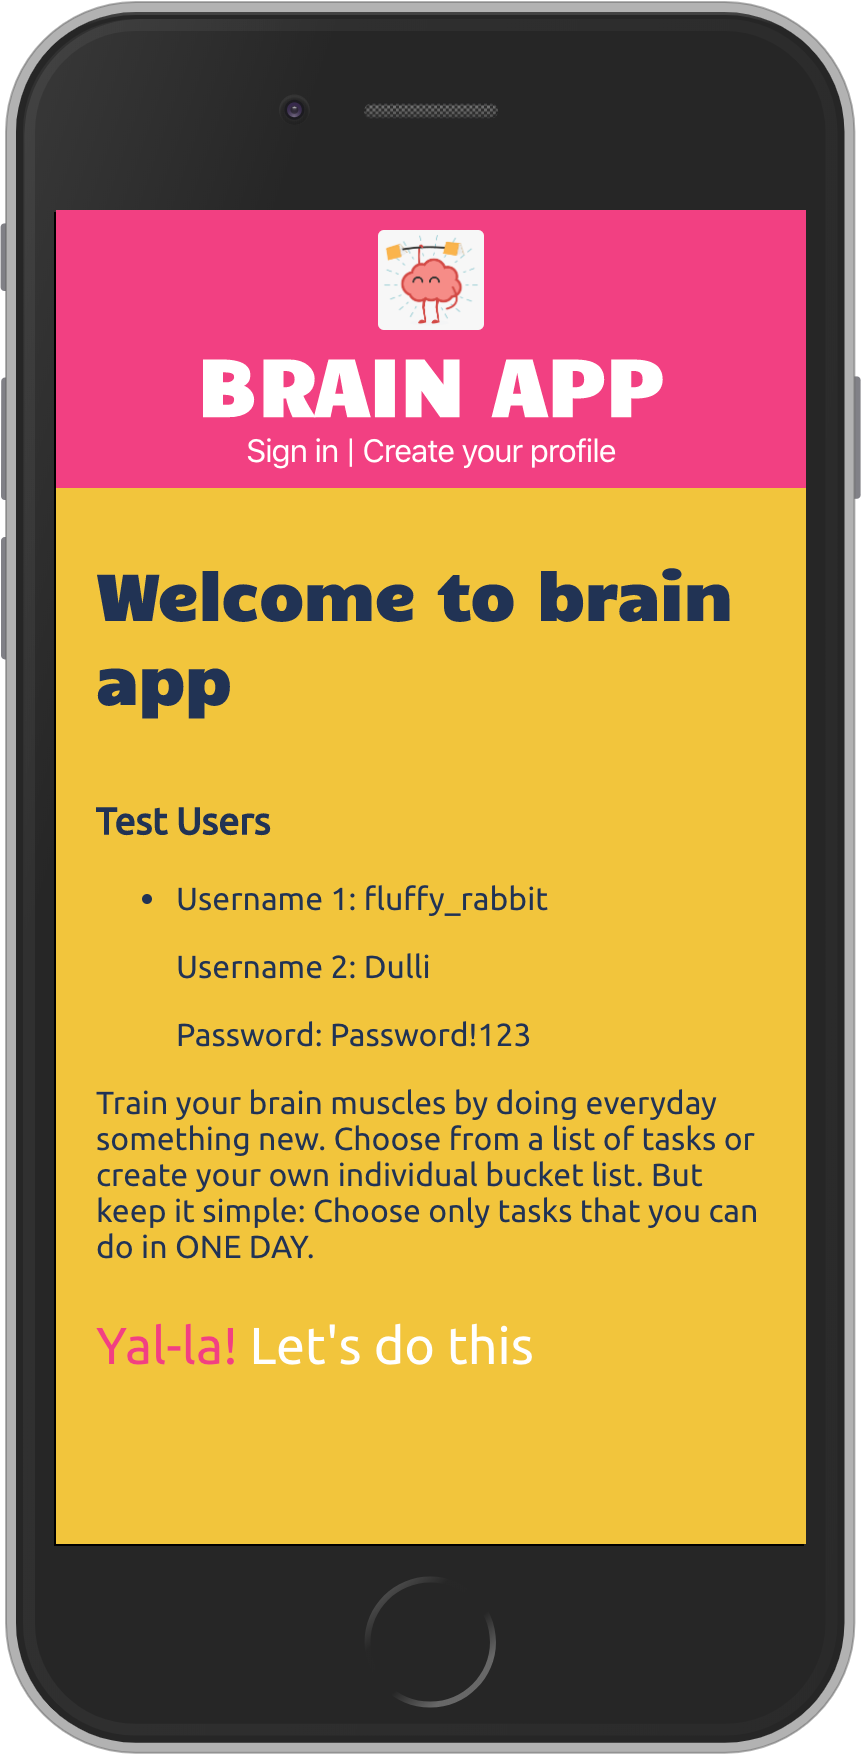 BRAIN APP
Sign in | Create your profile
Welcome to brain
app
Test Users
• Username 1: fluffy_rabbit
Username 2: Dulli
Password: Password!123
Train your brain muscles by doing everyday
something new. Choose from a list of tasks or
create your own individual bucket list. But
keep it simple: Choose only tasks that you can
do in ONE DAY.
Yal-la! Let's do this